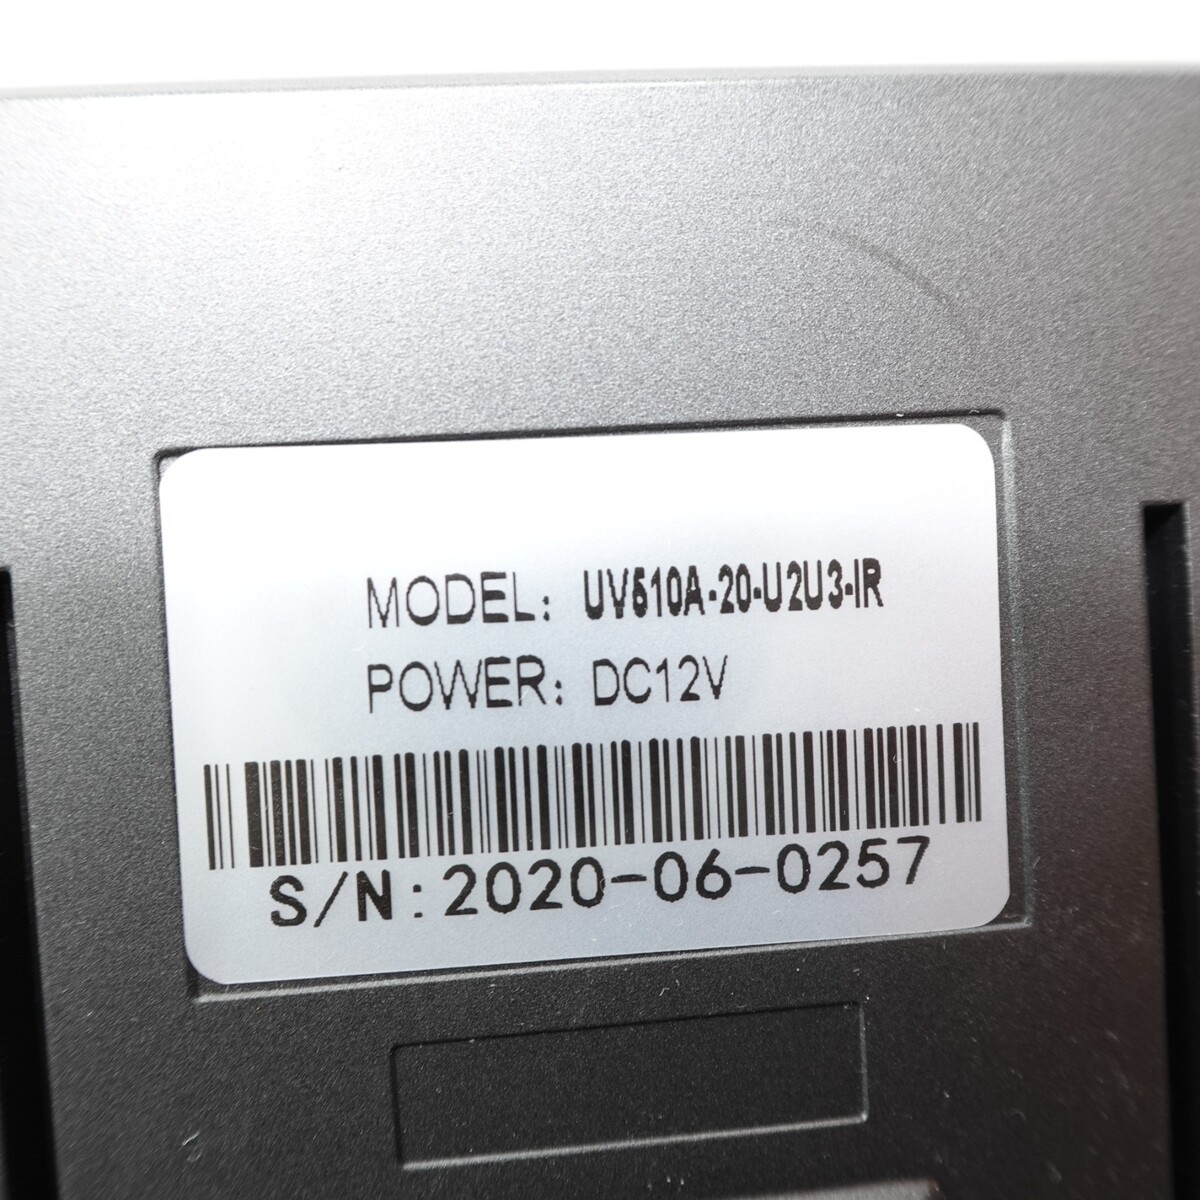 MODEL: UV510A-20-U2U3-IR
POWER: DC12V
S/N: 2020-06-0257